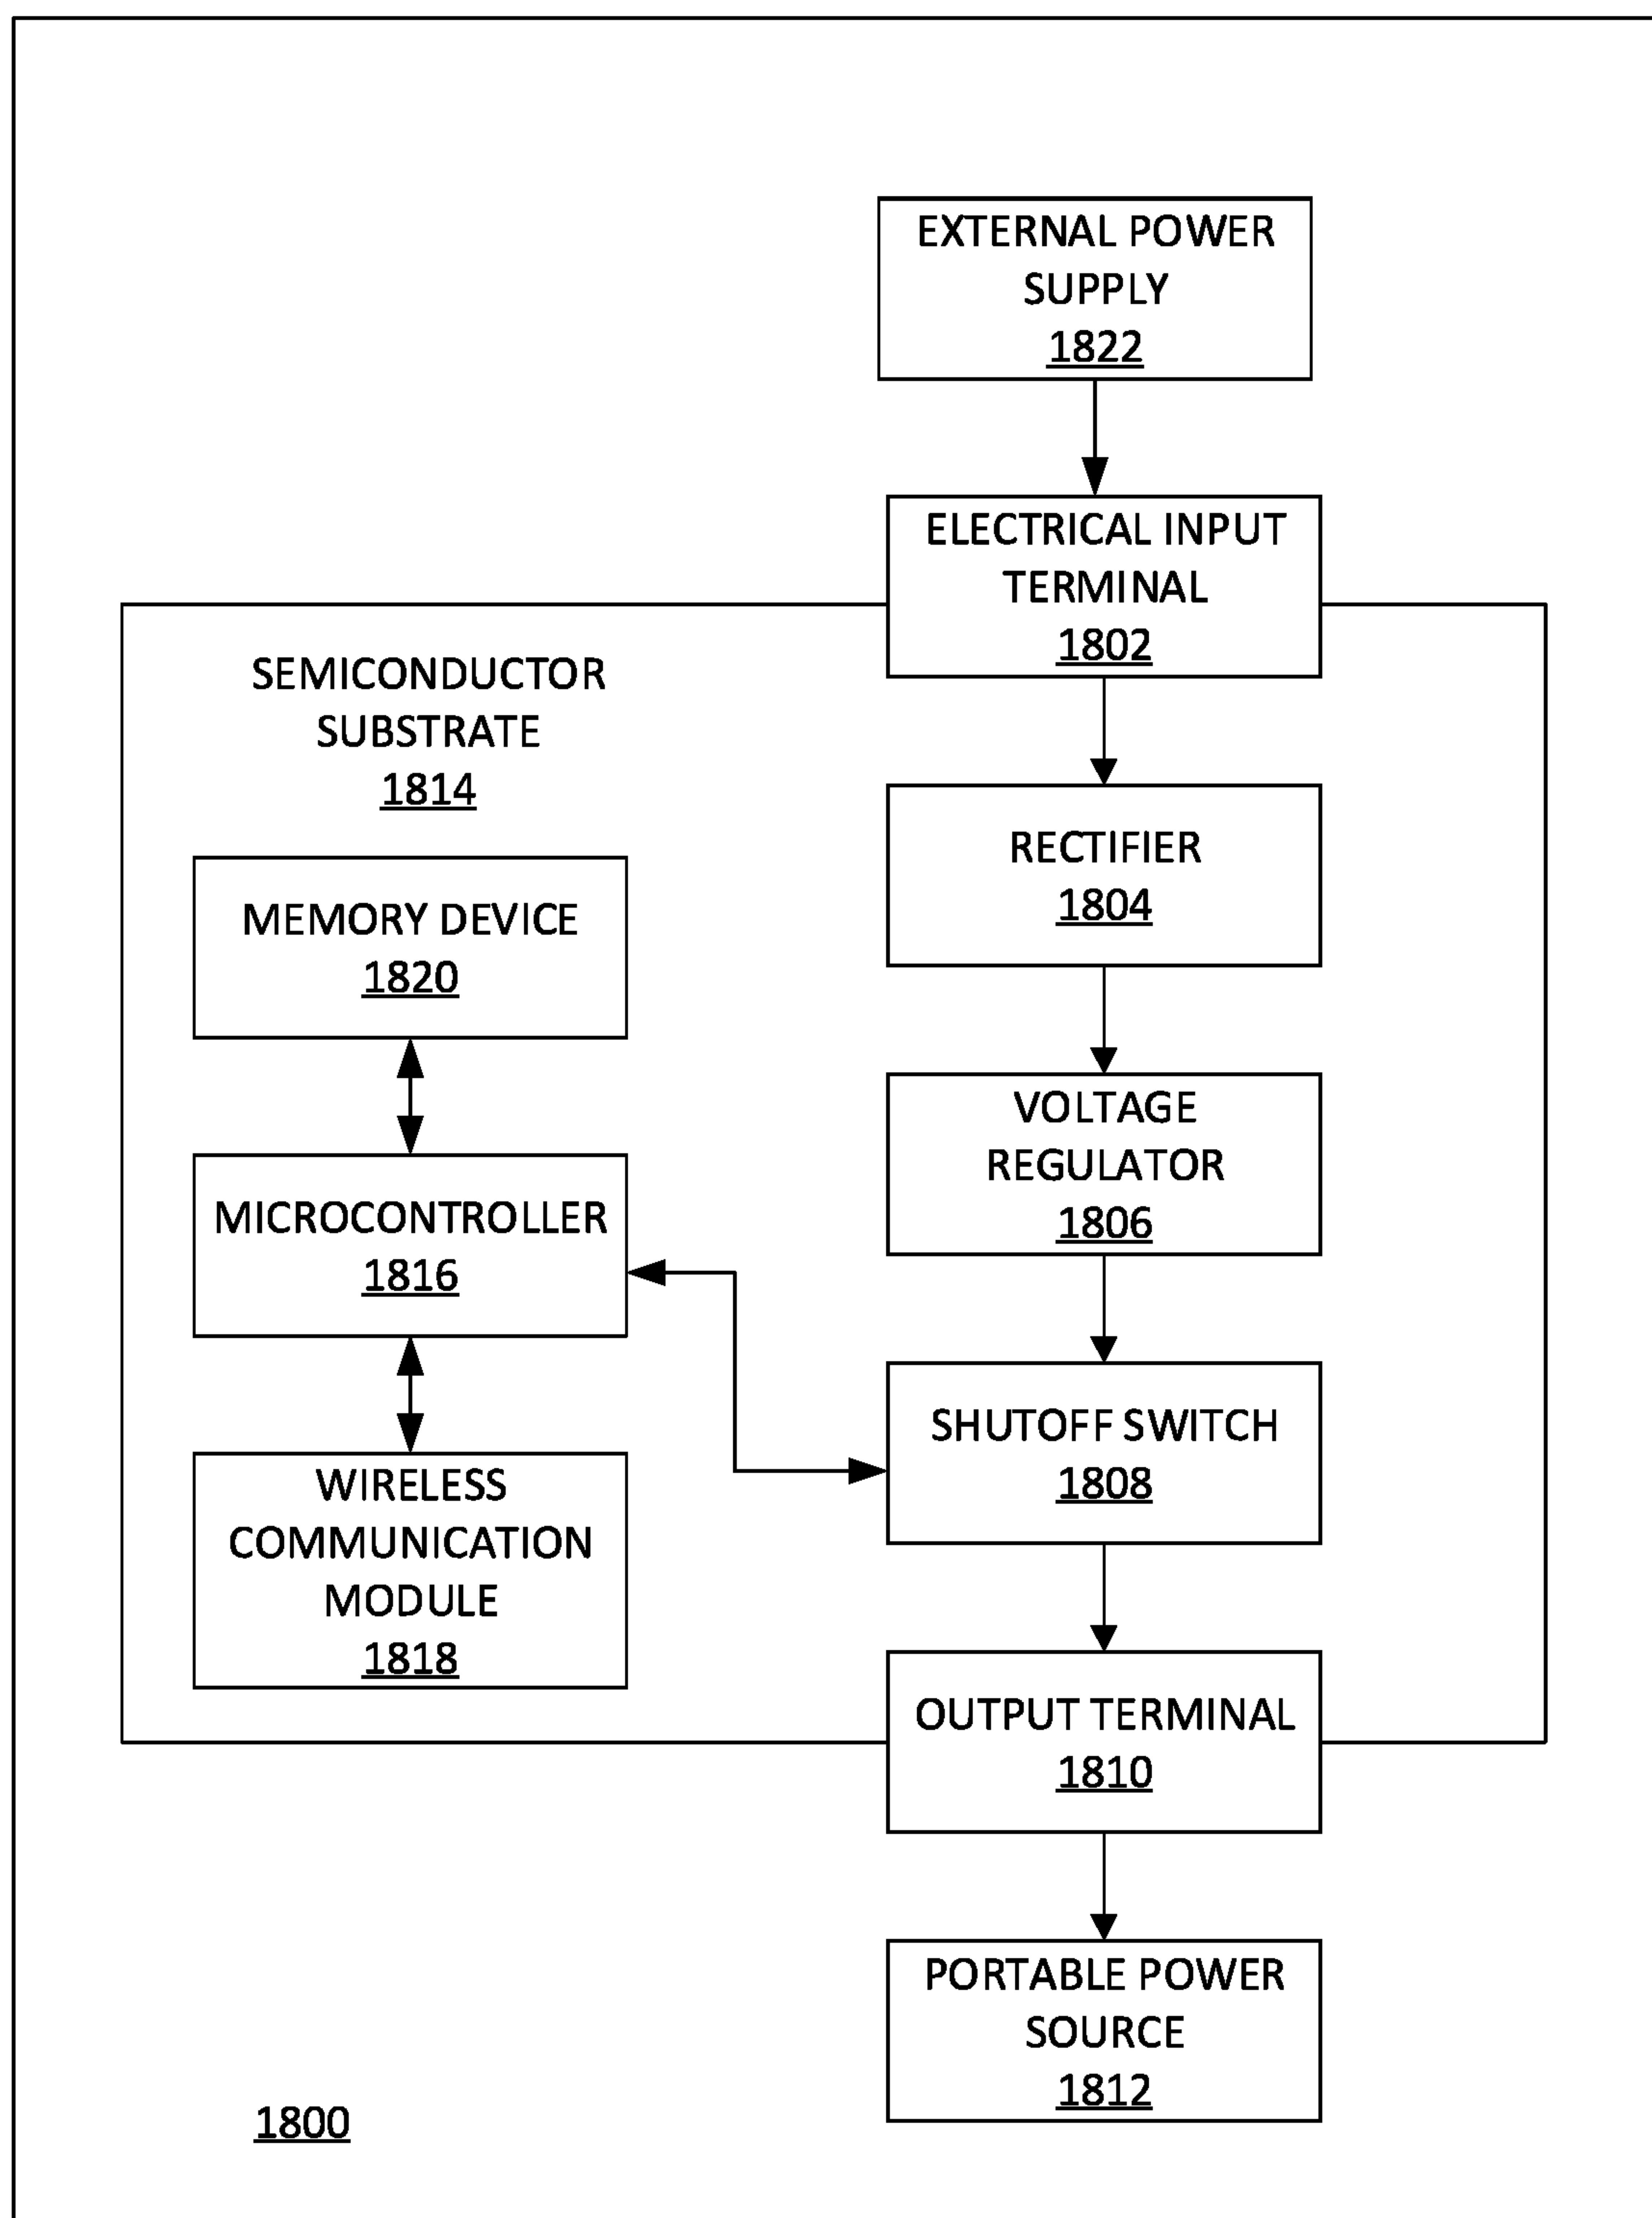 EXTERNAL POWER
SUPPLY
1822
ELECTRICAL INPUT
TERMINAL
1802
SEMICONDUCTOR
SUBSTRATE
1814
RECTIFIER
1804
MEMORY DEVICE
1820
VOLTAGE
REGULATOR
1806
MICROCONTROLLER
1816
SHUTOFF SWITCH
1808
WIRELESS
COMMUNICATION
MODULE
1818
OUTPUT TERMINAL
1810
PORTABLE POWER
SOURCE
1812
1800